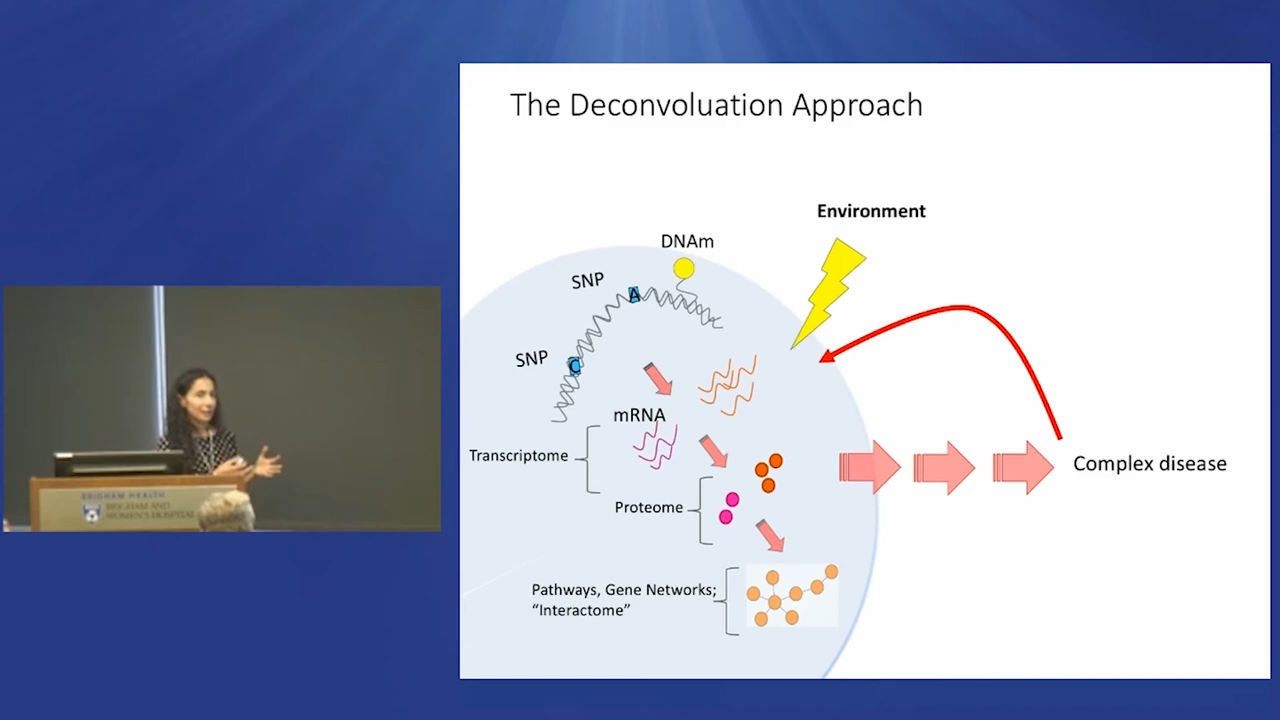 The Deconvoluation Approach
Environment
DNAm
SNP
A
SNP
C
mRNA
Transcriptome
Proteome
Complex disease
Pathways, Gene Networks;
“Interactome”
BRIGHAM HEALTH
BRIGHAM AND
WOMEN'S HOSPITAL